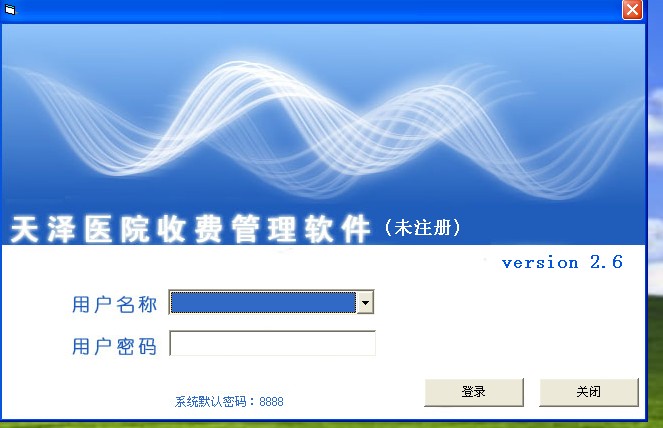 天泽医院收费管理软件(未注册)
version 2.6
用户名称
用户密码
系统默认密码：8888
登录 关闭